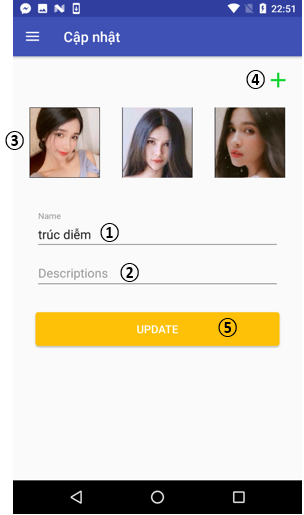 22:51
Cập nhật
④
③
Name
trúc diễm ①
Descriptions ②
UPDATE ⑤